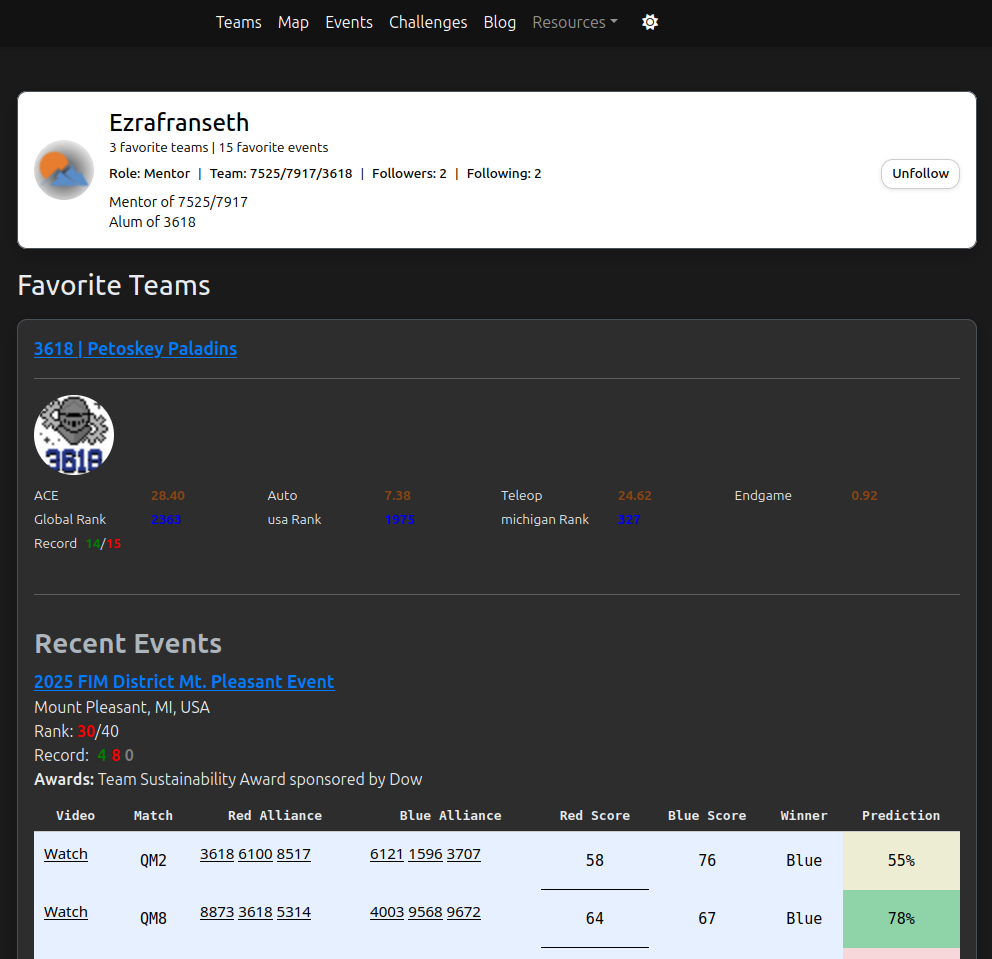 Teams Map Events Challenges Blog Resources
Ezrafranseth
3 favorite teams | 15 favorite events
Role: Mentor | Team: 7525/7917/3618 | Followers: 2 | Following: 2
Unfollow
Mentor of 7525/7917
Alum of 3618
Favorite Teams
3618 | Petoskey Paladins
3618
ACE 28.40 Auto 7.38 Teleop 24.62 Endgame 0.92
Global Rank 2363 usa Rank 1975 michigan Rank 327
Record 14/15
Recent Events
2025 FIM District Mt. Pleasant Event
Mount Pleasant, MI, USA
Rank: 30/40
Record: 4 8 0
Awards: Team Sustainability Award sponsored by Dow
Video Match Red Alliance Blue Alliance Red Score Blue Score Winner Prediction
Watch QM2 3618 6100 8517 6121 1596 3707 58 76 Blue 55%
Watch QM8 8873 3618 5314 4003 9568 9672 64 67 Blue 78%